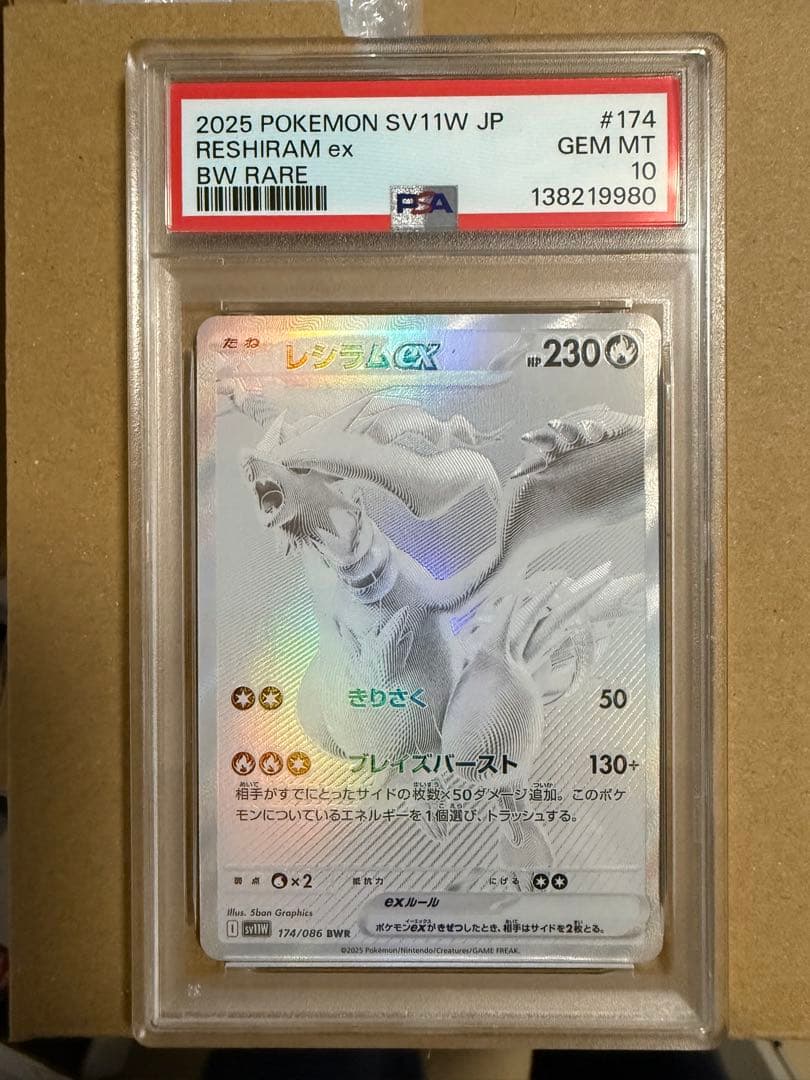 2025 POKEMON SV11W JP #174
RESHIRAM ex GEM MT
BW RARE 10
PSA 138219980
たね レシラムex HP 230
きりさく 50
ブレイズバースト 130+
相手がすでにとったサイドの枚数×50ダメージ追加。このポケ
モンについているエネルギーを1個選び、トラッシュする。
弱点 ×2 抵抗力 にげる
exルール
ポケモンexがきぜつしたとき、相手はサイドを2枚とる。
Illus. 5ban Graphics
I sv11W 174/086 BWR
©2025 Pokémon/Nintendo/Creatures/GAME FREAK.